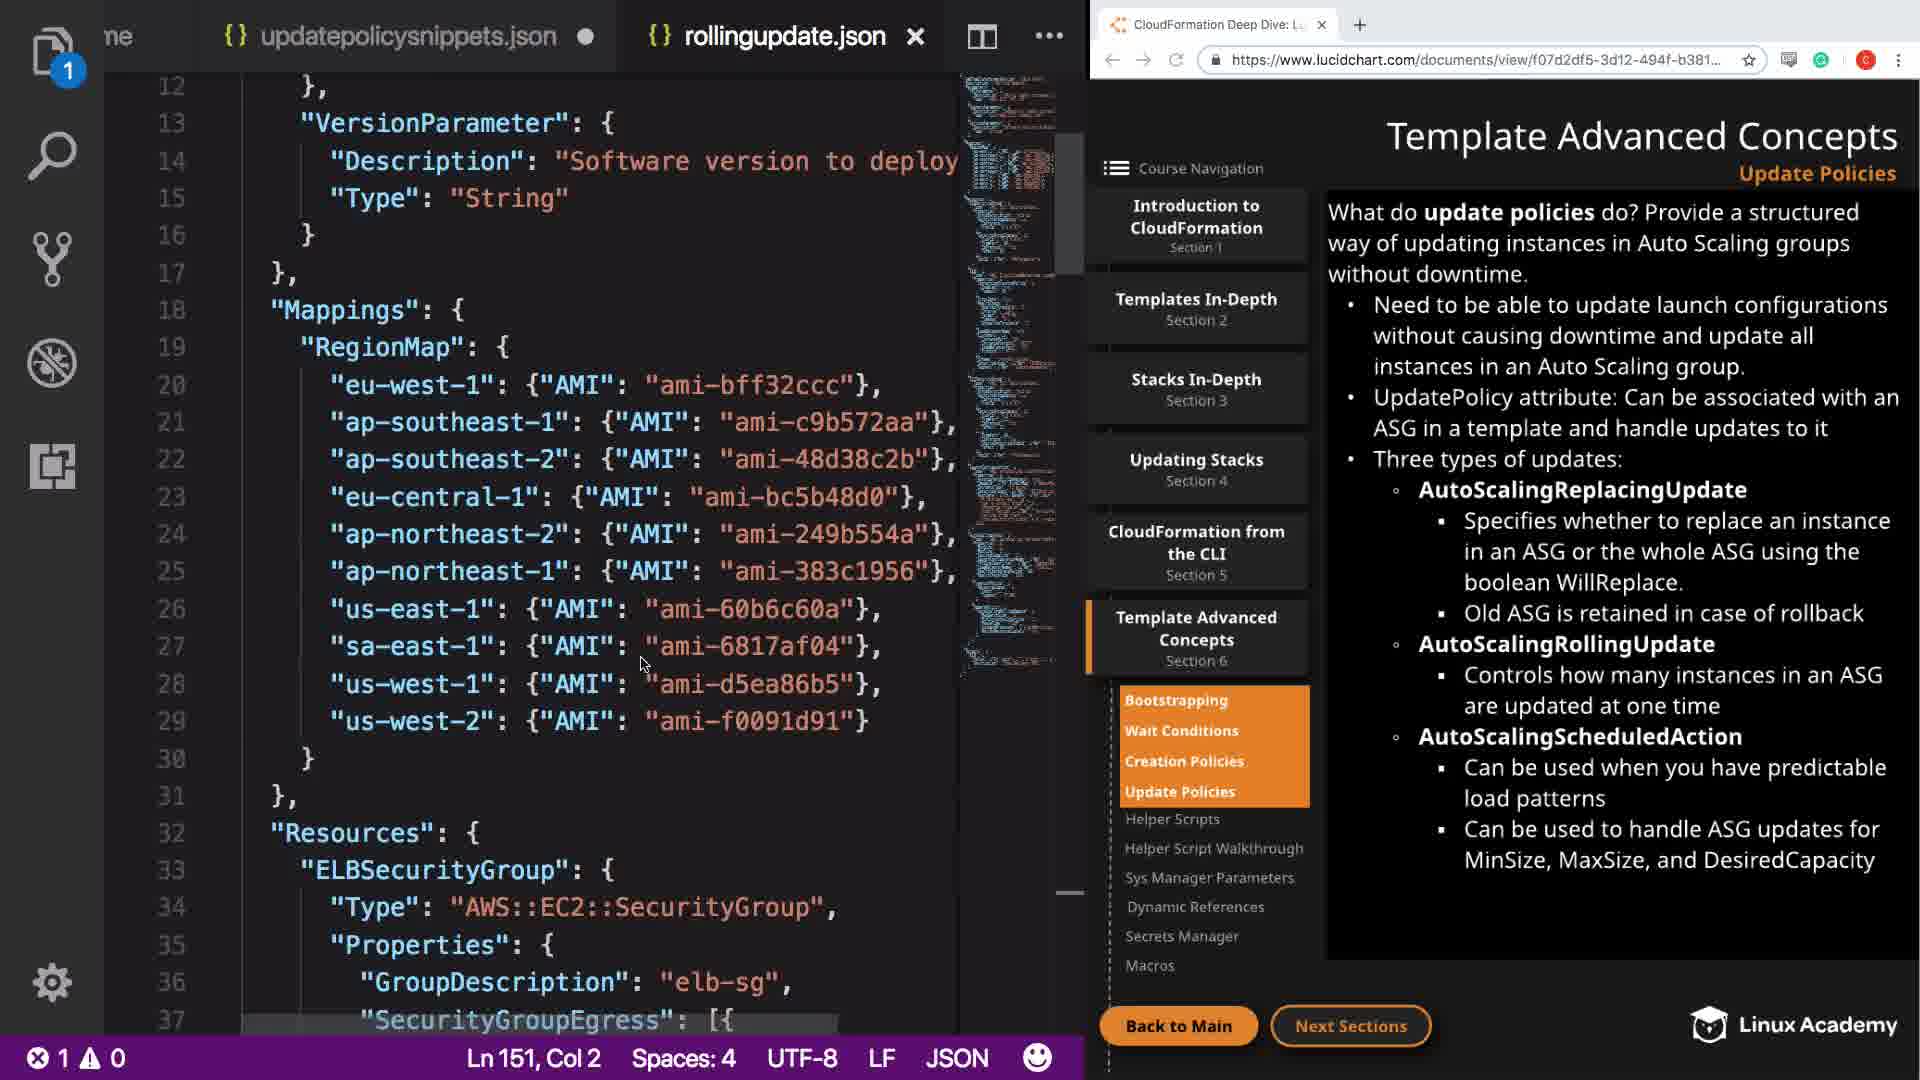 me
{} updatepolicysnippets.json
{} rollingupdate.json
1
12 },
13 "VersionParameter": {
14 "Description": "Software version to deploy
15 "Type": "String"
16 }
17 },
18 "Mappings": {
19 "RegionMap": {
20 "eu-west-1": {"AMI": "ami-bff32ccc"},
21 "ap-southeast-1": {"AMI": "ami-c9b572aa"},
22 "ap-southeast-2": {"AMI": "ami-48d38c2b"},
23 "eu-central-1": {"AMI": "ami-bc5b48d0"},
24 "ap-northeast-2": {"AMI": "ami-249b554a"},
25 "ap-northeast-1": {"AMI": "ami-383c1956"},
26 "us-east-1": {"AMI": "ami-60b6c60a"},
27 "sa-east-1": {"AMI": "ami-6817af04"},
28 "us-west-1": {"AMI": "ami-d5ea86b5"},
29 "us-west-2": {"AMI": "ami-f0091d91"}
30 }
31 },
32 "Resources": {
33 "ELBSecurityGroup": {
34 "Type": "AWS::EC2::SecurityGroup",
35 "Properties": {
36 "GroupDescription": "elb-sg",
37 "SecurityGroupEgress": [{
1 0
Ln 151, Col 2
Spaces: 4
UTF-8
LF
JSON
CloudFormation Deep Dive: L
https://www.lucidchart.com/documents/view/f07d2df5-3d12-494f-b381...
C
Template Advanced Concepts
Update Policies
Course Navigation
Introduction to
CloudFormation
Section 1
Templates In-Depth
Section 2
Stacks In-Depth
Section 3
Updating Stacks
Section 4
CloudFormation from
the CLI
Section 5
Template Advanced
Concepts
Section 6
Bootstrapping
Wait Conditions
Creation Policies
Update Policies
Helper Scripts
Helper Script Walkthrough
Sys Manager Parameters
Dynamic References
Secrets Manager
Macros
What do update policies do? Provide a structured
way of updating instances in Auto Scaling groups
without downtime.
• Need to be able to update launch configurations
without causing downtime and update all
instances in an Auto Scaling group.
• UpdatePolicy attribute: Can be associated with an
ASG in a template and handle updates to it
• Three types of updates:
◦ AutoScalingReplacingUpdate
▪ Specifies whether to replace an instance
in an ASG or the whole ASG using the
boolean WillReplace.
▪ Old ASG is retained in case of rollback
◦ AutoScalingRollingUpdate
▪ Controls how many instances in an ASG
are updated at one time
◦ AutoScalingScheduledAction
▪ Can be used when you have predictable
load patterns
▪ Can be used to handle ASG updates for
MinSize, MaxSize, and DesiredCapacity
Back to Main
Next Sections
Linux Academy